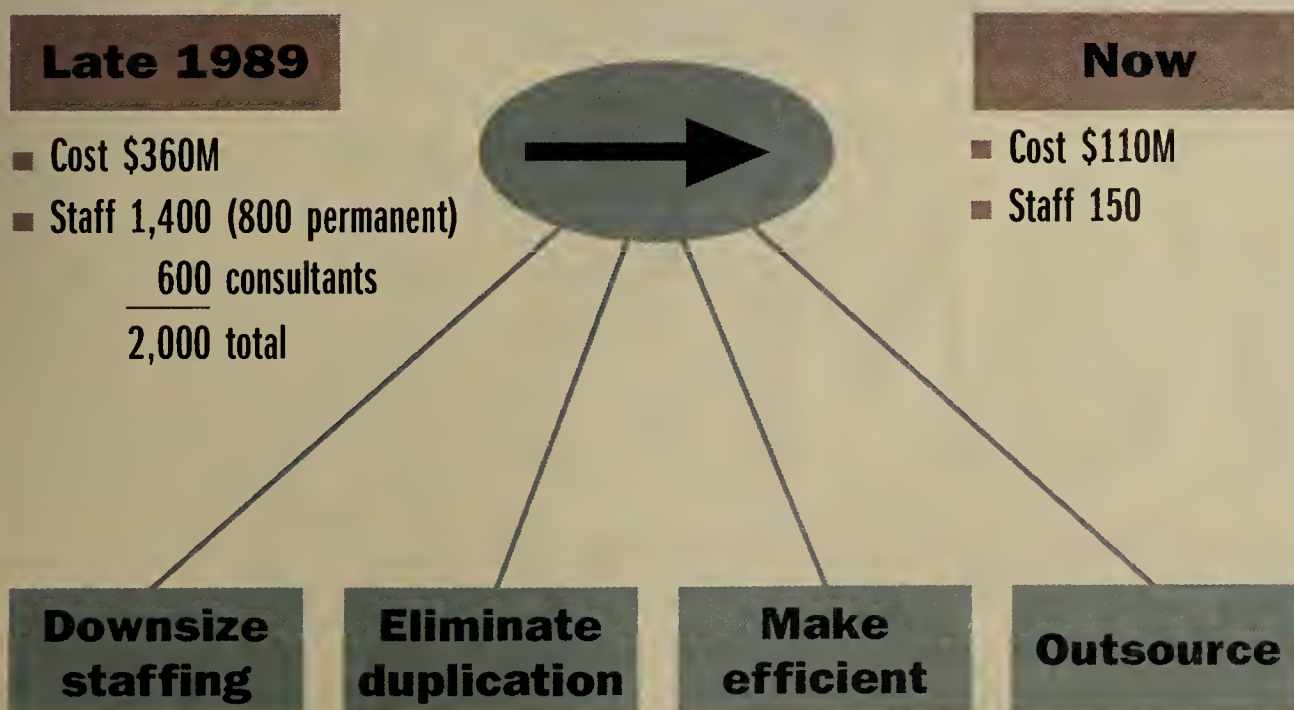 Late 1989
■ Cost $360M
■ Staff 1,400 (800 permanent)
600 consultants
2,000 total
Now
■ Cost $110M
■ Staff 150
Downsize
staffing
Eliminate
duplication
Make
efficient
Outsource